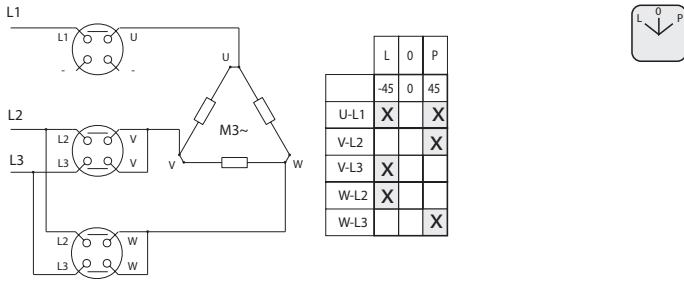 L1
L1 U
- -
U
L2
L2 V
L3 V
L3
M3~
V W
L2 W
L3 W
L 0 P
-45 0 45
U-L1 X X
V-L2 X
V-L3 X
W-L2 X
W-L3 X
L 0 P